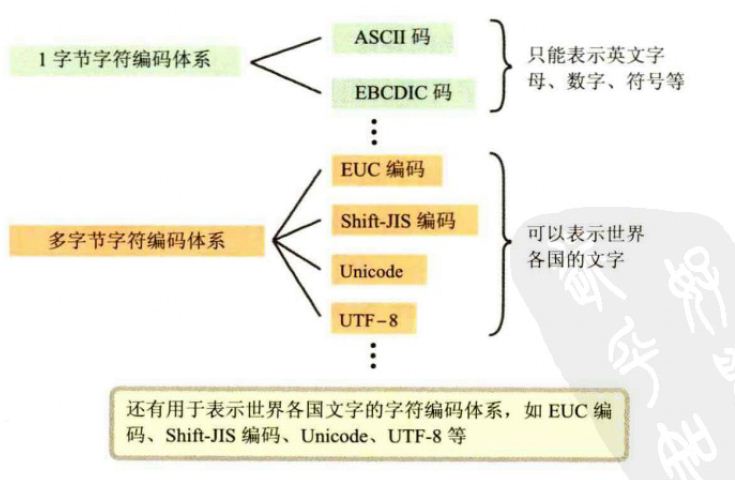 1 字节字符编码体系
ASCII 码
EBCDIC 码
只能表示英文字
母、数字、符号等
多字节字符编码体系
EUC 编码
Shift-JIS 编码
Unicode
UTF-8
可以表示世界
各国的文字
还有用于表示世界各国文字的字符编码体系，如 EUC 编
码、Shift-JIS 编码、Unicode、UTF-8 等